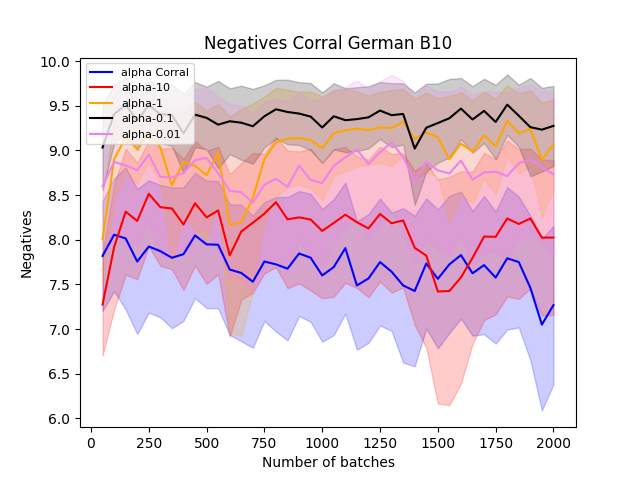 Negatives Corral German B10
10.0
9.5
9.0
8.5
8.0
7.5
7.0
6.5
6.0
Negatives
alpha Corral
alpha-10
alpha-1
alpha-0.1
alpha-0.01
0 250 500 750 1000 1250 1500 1750 2000
Number of batches